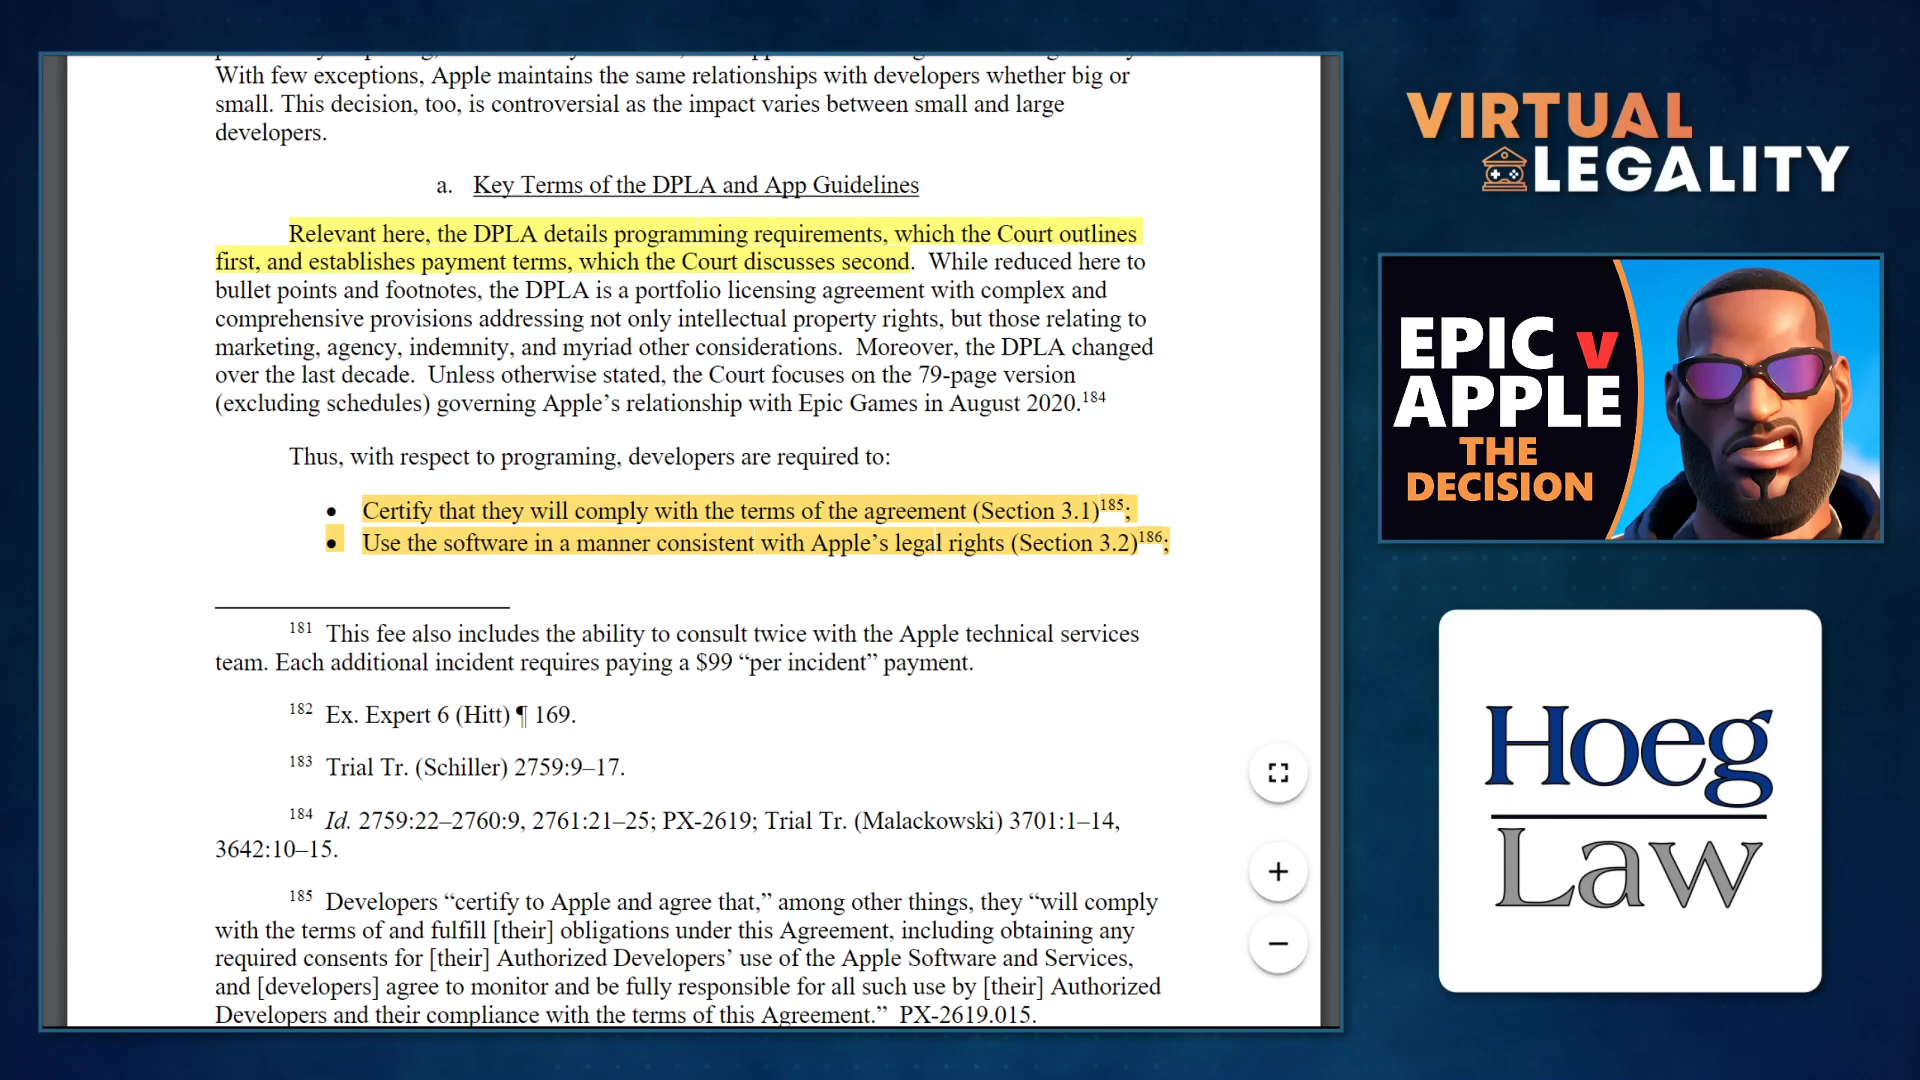 With few exceptions, Apple maintains the same relationships with developers whether big or
small. This decision, too, is controversial as the impact varies between small and large
developers.
a. Key Terms of the DPLA and App Guidelines
Relevant here, the DPLA details programming requirements, which the Court outlines
first, and establishes payment terms, which the Court discusses second. While reduced here to
bullet points and footnotes, the DPLA is a portfolio licensing agreement with complex and
comprehensive provisions addressing not only intellectual property rights, but those relating to
marketing, agency, indemnity, and myriad other considerations. Moreover, the DPLA changed
over the last decade. Unless otherwise stated, the Court focuses on the 79-page version
(excluding schedules) governing Apple’s relationship with Epic Games in August 2020.184
Thus, with respect to programing, developers are required to:
• Certify that they will comply with the terms of the agreement (Section 3.1)185;
• Use the software in a manner consistent with Apple’s legal rights (Section 3.2)186;
181 This fee also includes the ability to consult twice with the Apple technical services
team. Each additional incident requires paying a $99 “per incident” payment.
182 Ex. Expert 6 (Hitt) ¶ 169.
183 Trial Tr. (Schiller) 2759:9–17.
184 Id. 2759:22–2760:9, 2761:21–25; PX-2619; Trial Tr. (Malackowski) 3701:1–14,
3642:10–15.
185 Developers “certify to Apple and agree that,” among other things, they “will comply
with the terms of and fulfill [their] obligations under this Agreement, including obtaining any
required consents for [their] Authorized Developers’ use of the Apple Software and Services,
and [developers] agree to monitor and be fully responsible for all such use by [their] Authorized
Developers and their compliance with the terms of this Agreement.” PX-2619.015.
VIRTUAL
LEGALITY
EPIC v
APPLE
THE
DECISION
Hoeg
Law